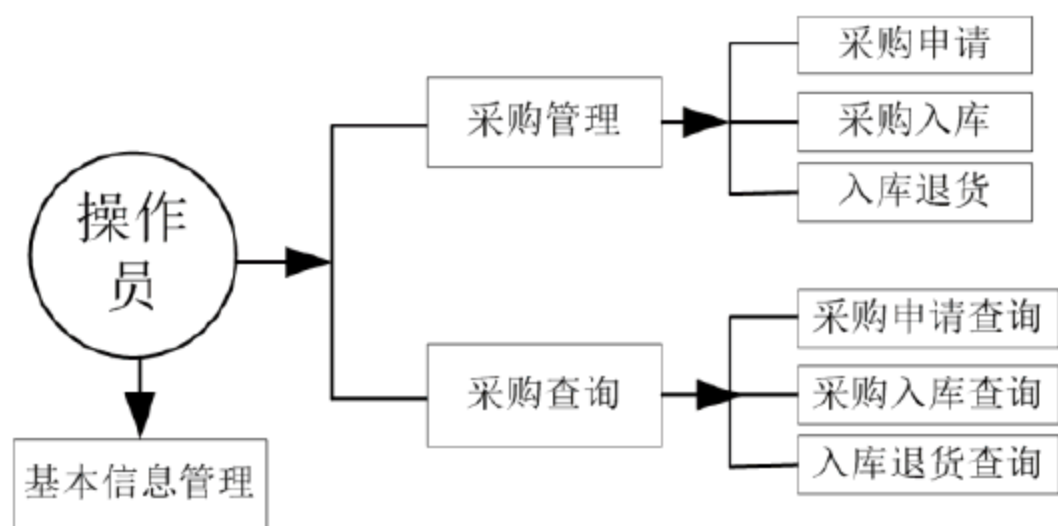 操作
员
基本信息管理
采购管理
采购申请
采购入库
入库退货
采购查询
采购申请查询
采购入库查询
入库退货查询